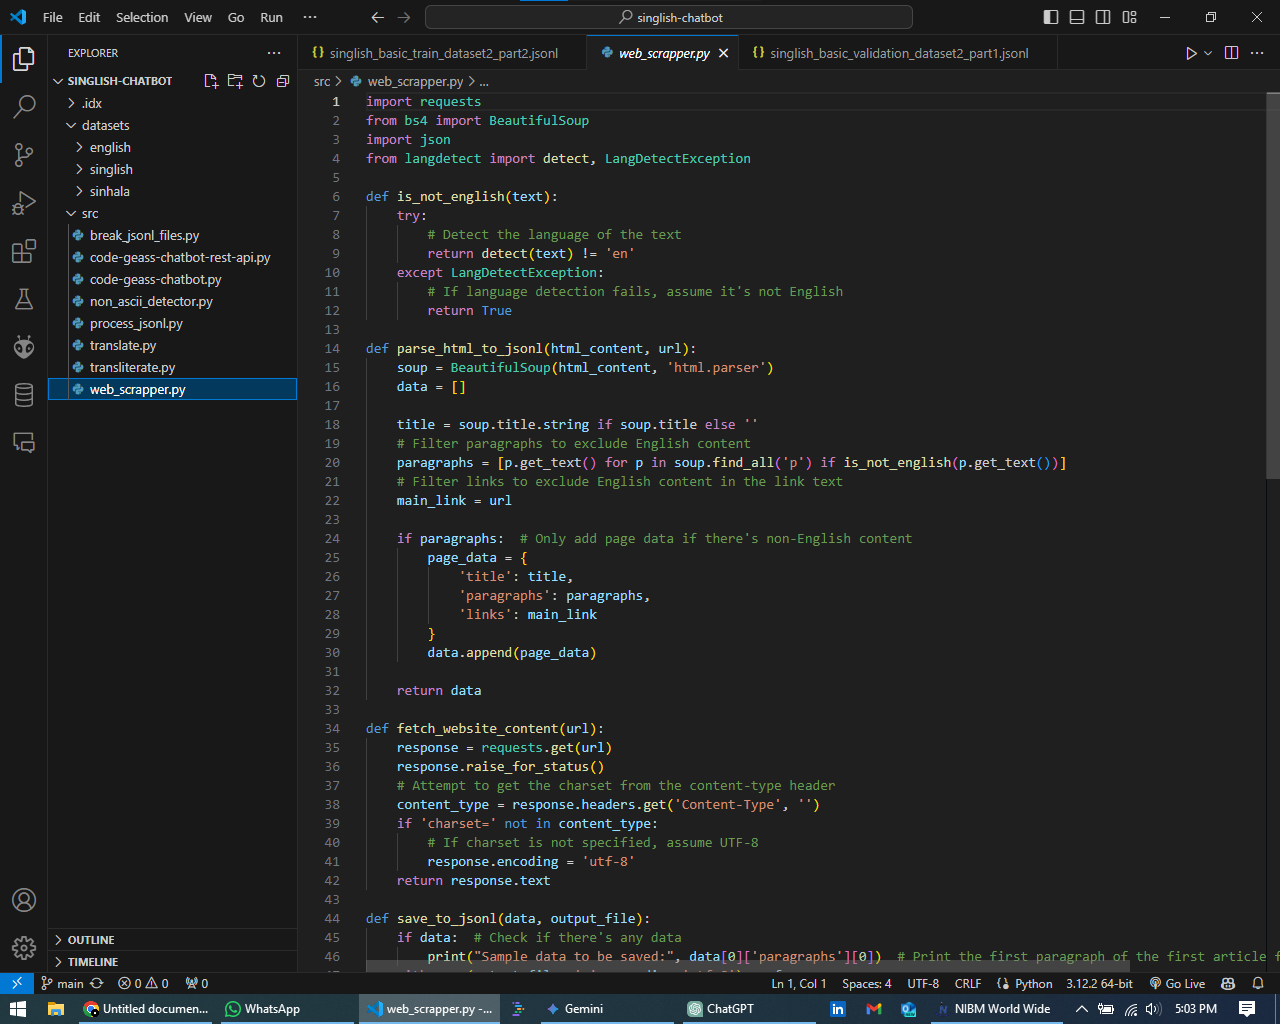 File Edit Selection View Go Run ··· singlish-chatbot
EXPLORER ···
SINGLISH-CHATBOT
.idx
datasets
english
singlish
sinhala
src
break_jsonl_files.py
code-geass-chatbot-rest-api.py
code-geass-chatbot.py
non_ascii_detector.py
process_jsonl.py
translate.py
transliterate.py
web_scrapper.py
OUTLINE
TIMELINE
{} singlish_basic_train_dataset2_part2.jsonl web_scrapper.py {} singlish_basic_validation_dataset2_part1.jsonl
src > web_scrapper.py > ...
1 import requests
2 from bs4 import BeautifulSoup
3 import json
4 from langdetect import detect, LangDetectException
5
6 def is_not_english(text):
7 try:
8 # Detect the language of the text
9 return detect(text) != 'en'
10 except LangDetectException:
11 # If language detection fails, assume it's not English
12 return True
13
14 def parse_html_to_jsonl(html_content, url):
15 soup = BeautifulSoup(html_content, 'html.parser')
16 data = []
17
18 title = soup.title.string if soup.title else ''
19 # Filter paragraphs to exclude English content
20 paragraphs = [p.get_text() for p in soup.find_all('p') if is_not_english(p.get_text())]
21 # Filter links to exclude English content in the link text
22 main_link = url
23
24 if paragraphs: # Only add page data if there's non-English content
25 page_data = {
26 'title': title,
27 'paragraphs': paragraphs,
28 'links': main_link
29 }
30 data.append(page_data)
31
32 return data
33
34 def fetch_website_content(url):
35 response = requests.get(url)
36 response.raise_for_status()
37 # Attempt to get the charset from the content-type header
38 content_type = response.headers.get('Content-Type', '')
39 if 'charset=' not in content_type:
40 # If charset is not specified, assume UTF-8
41 response.encoding = 'utf-8'
42 return response.text
43
44 def save_to_jsonl(data, output_file):
45 if data: # Check if there's any data
46 print("Sample data to be saved:", data[0]['paragraphs'][0]) # Print the first paragraph of the first article f
main 0 0 0 Ln 1, Col 1 Spaces: 4 UTF-8 CRLF Python 3.12.2 64-bit Go Live
Untitled documen... WhatsApp web_scrapper.py -... Gemini ChatGPT NIBM World Wide 5:03 PM